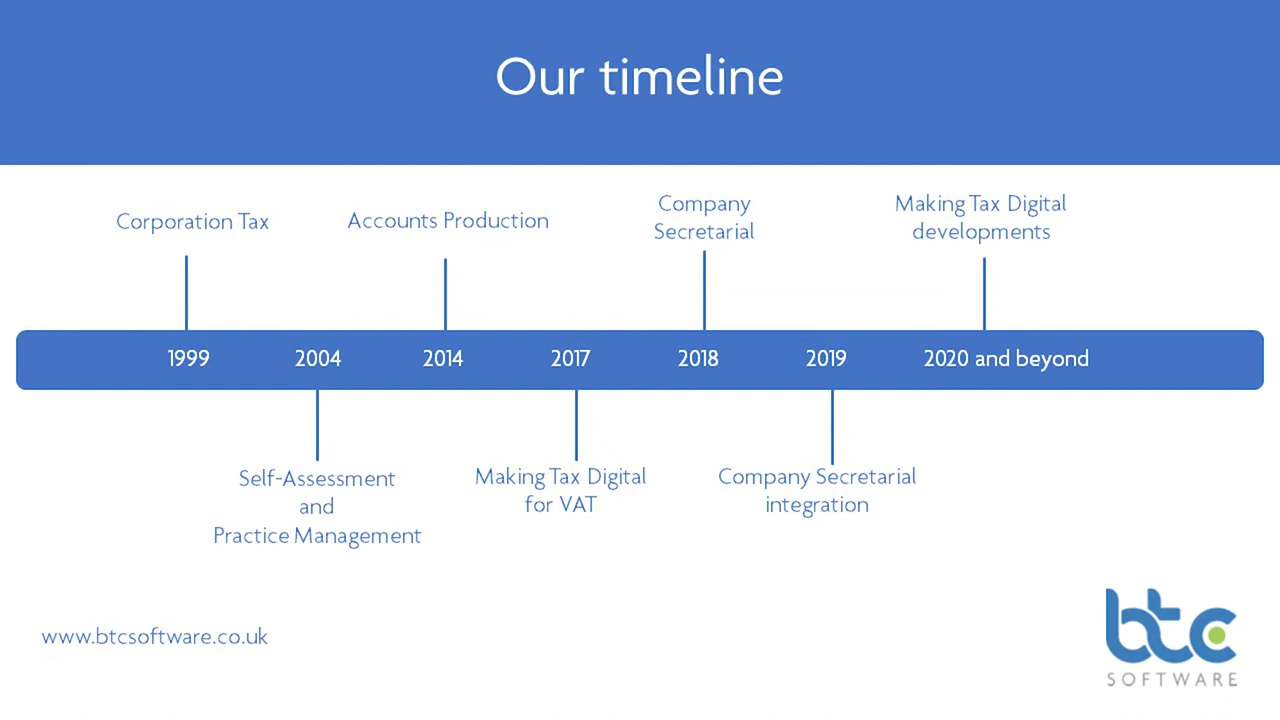 Our timeline
Corporation Tax
Accounts Production
Company
Secretarial
Making Tax Digital
developments
1999
2004
2014
2017
2018
2019
2020 and beyond
Self-Assessment
and
Practice Management
Making Tax Digital
for VAT
Company Secretarial
integration
www.btcsoftware.co.uk
btc
SOFTWARE